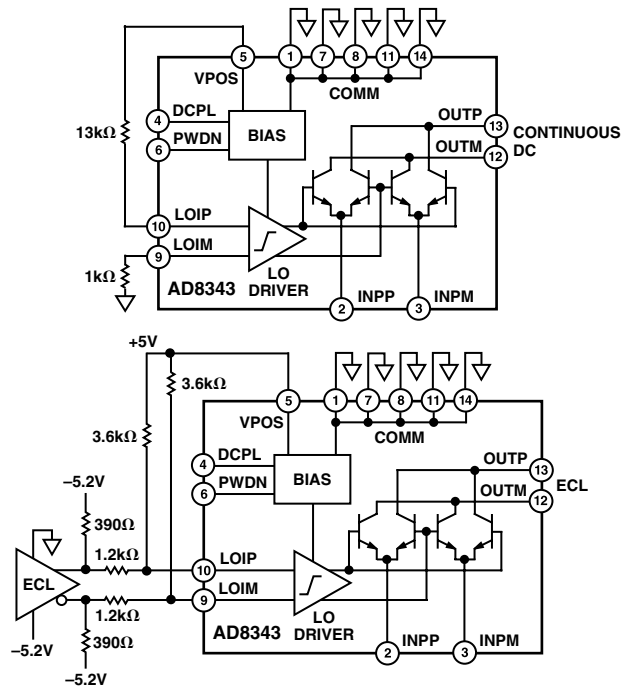 1 7 8 11 14
5
VPOS
COMM
4 DCPL
OUTP 13
13kΩ
6 PWDN
BIAS
CONTINUOUS
DC
OUTM 12
10 LOIP
9 LOIM
1kΩ
LO
DRIVER
AD8343
2 INPP
3 INPM
+5V
3.6kΩ
5 1 7 8 11 14
VPOS
COMM
3.6kΩ
4 DCPL
OUTP 13
ECL
–5.2V
6 PWDN
BIAS
OUTM 12
390Ω
1.2kΩ
10 LOIP
ECL
9 LOIM
1.2kΩ
LO
DRIVER
AD8343
–5.2V
390Ω
2 INPP
3 INPM
–5.2V